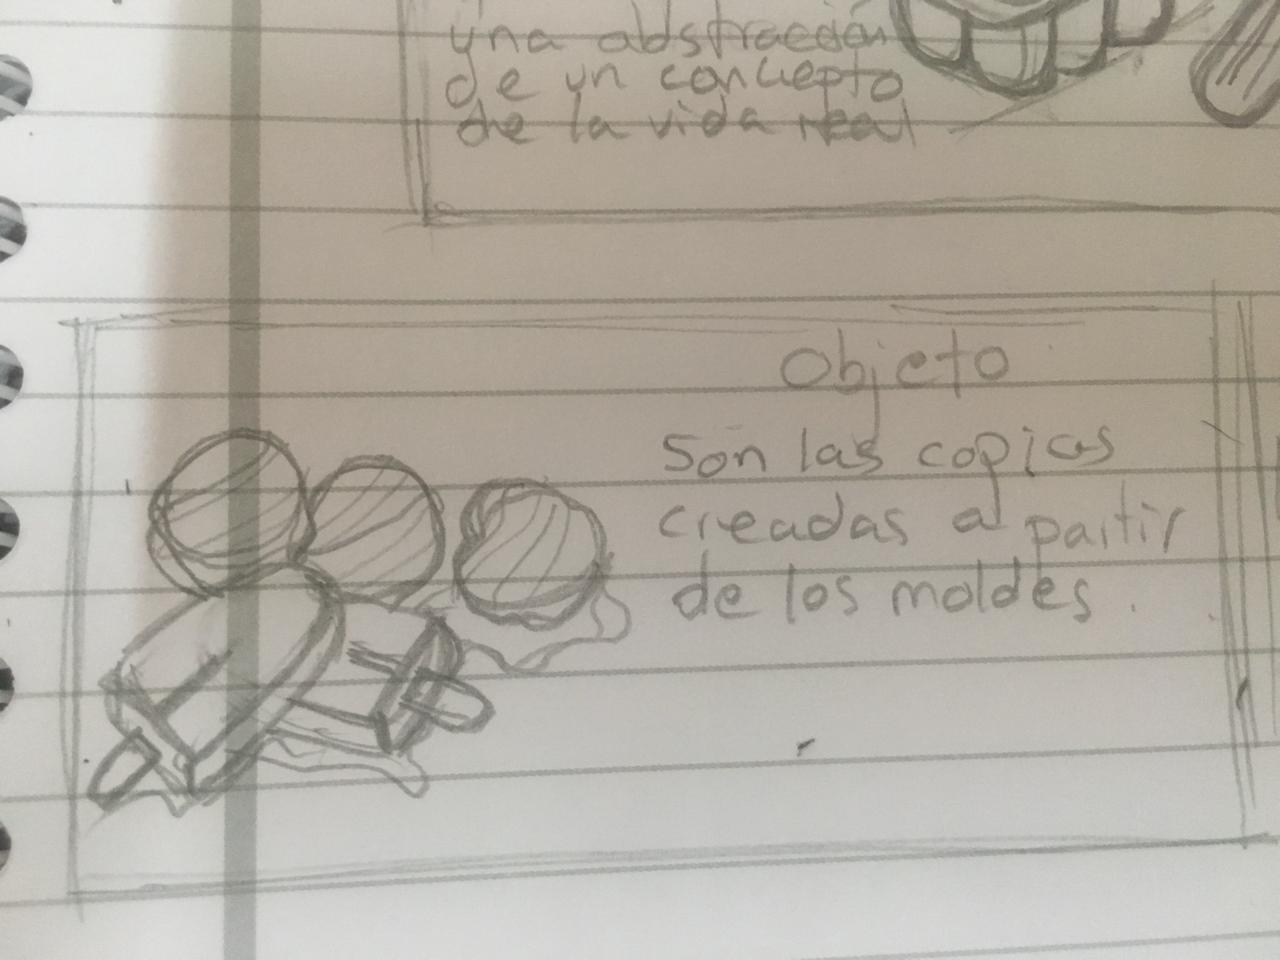 una abstracción
de un concepto
de la vida real
Objeto
Son las copias
creadas a partir
de los moldes.